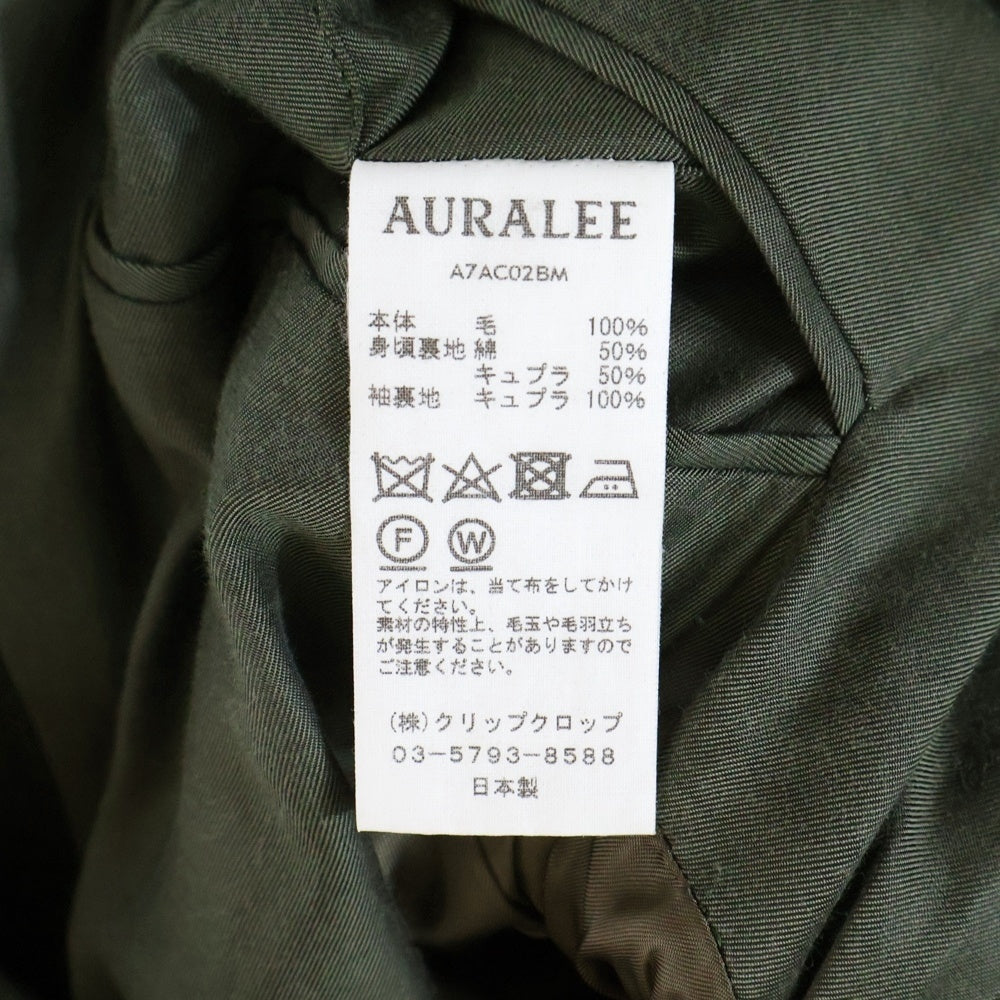 AURALEE
A7AC02BM
本体 毛 100%
身頃裏地 綿 50%
キュプラ 50%
袖裏地 キュプラ 100%
F W
アイロンは、当て布をしてかけ
てください。
素材の特性上、毛玉や毛羽立ち
が発生することがありますので
ご注意ください。
(株)クリップクロップ
03-5793-8588
日本製